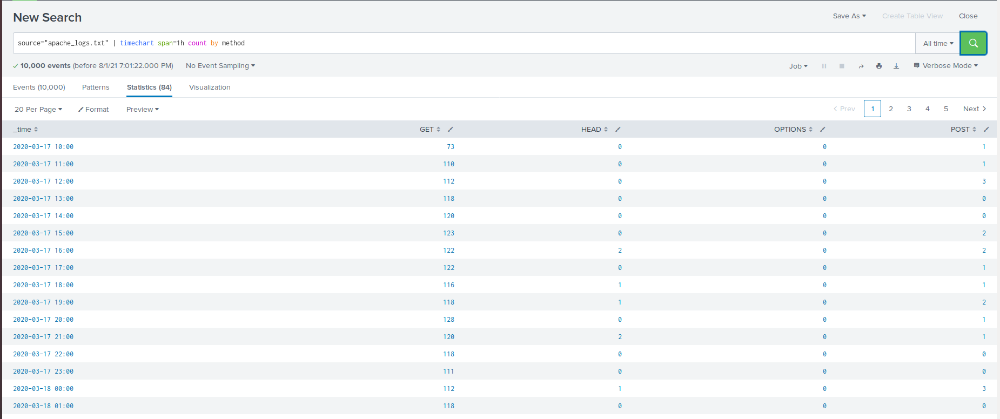 New Search
Save As Create Table View Close
source="apache_logs.txt" | timechart span=1h count by method
All time
10,000 events (before 8/1/21 7:01:22.000 PM) No Event Sampling
Job Verbose Mode
Events (10,000) Patterns Statistics (84) Visualization
20 Per Page Format Preview
Prev 1 2 3 4 5 Next
_time GET HEAD OPTIONS POST
2020-03-17 10:00 73 0 0 1
2020-03-17 11:00 110 0 0 1
2020-03-17 12:00 112 0 0 3
2020-03-17 13:00 118 0 0 0
2020-03-17 14:00 120 0 0 0
2020-03-17 15:00 123 0 0 2
2020-03-17 16:00 122 2 0 2
2020-03-17 17:00 122 0 0 1
2020-03-17 18:00 116 1 0 1
2020-03-17 19:00 118 1 0 2
2020-03-17 20:00 128 0 0 1
2020-03-17 21:00 120 2 0 1
2020-03-17 22:00 118 0 0 0
2020-03-17 23:00 111 0 0 0
2020-03-18 00:00 112 1 0 3
2020-03-18 01:00 118 0 0 0